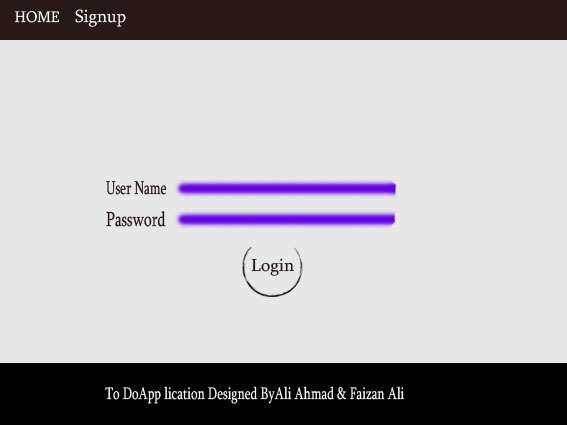 HOME Signup
User Name
Password
Login
To DoApp lication Designed ByAli Ahmad & Faizan Ali